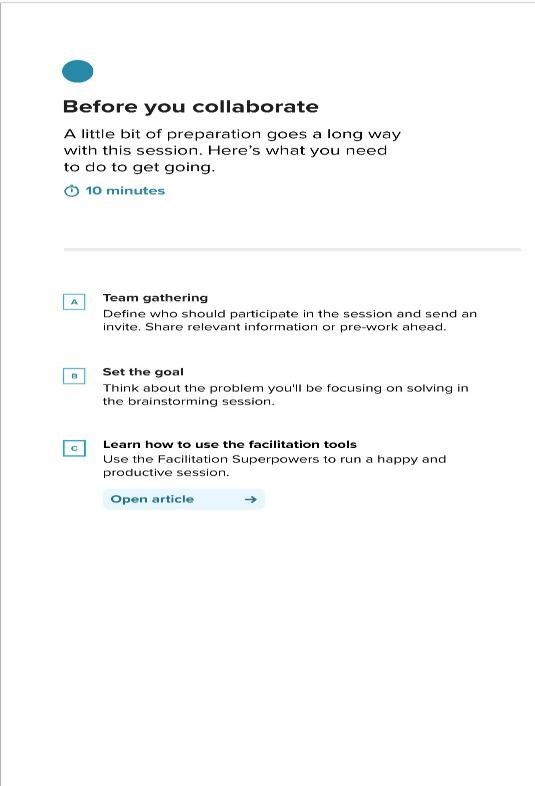 Before you collaborate
A little bit of preparation goes a long way
with this session. Here's what you need
to do to get going.
10 minutes
A
Team gathering
Define who should participate in the session and send an
invite. Share relevant information or pre-work ahead.
B
Set the goal
Think about the problem you'll be focusing on solving in
the brainstorming session.
C
Learn how to use the facilitation tools
Use the Facilitation Superpowers to run a happy and
productive session.
Open article →